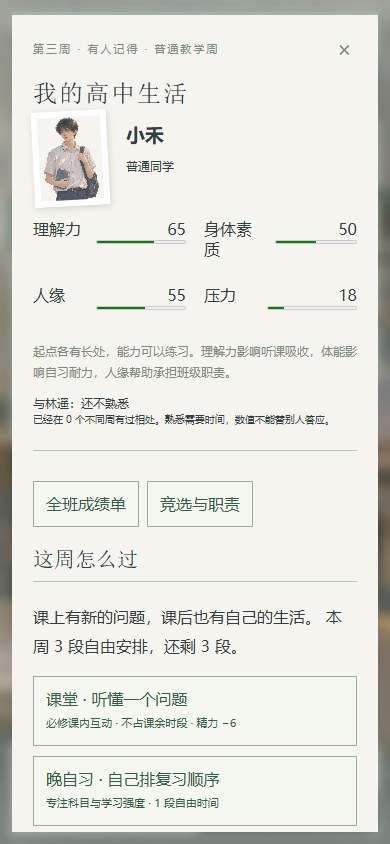 第三周 · 有人记得 · 普通教学周
×
我的高中生活
小禾
普通同学
理解力 65
身体素质 50
人缘 55
压力 18
起点各有长处，能力可以练习。理解力影响听课吸收，体能影
响自习耐力，人缘帮助承担班级职责。
与林遥：还不熟悉
已经在 0 个不同周有过相处。熟悉需要时间，数值不能替别人答应。
全班成绩单
竞选与职责
这周怎么过
课上有新的问题，课后也有自己的生活。 本
周 3 段自由安排，还剩 3 段。
课堂 · 听懂一个问题
必修课内互动 · 不占课余时段 · 精力 −6
晚自习 · 自己排复习顺序
专注科目与学习强度 · 1 段自由时间